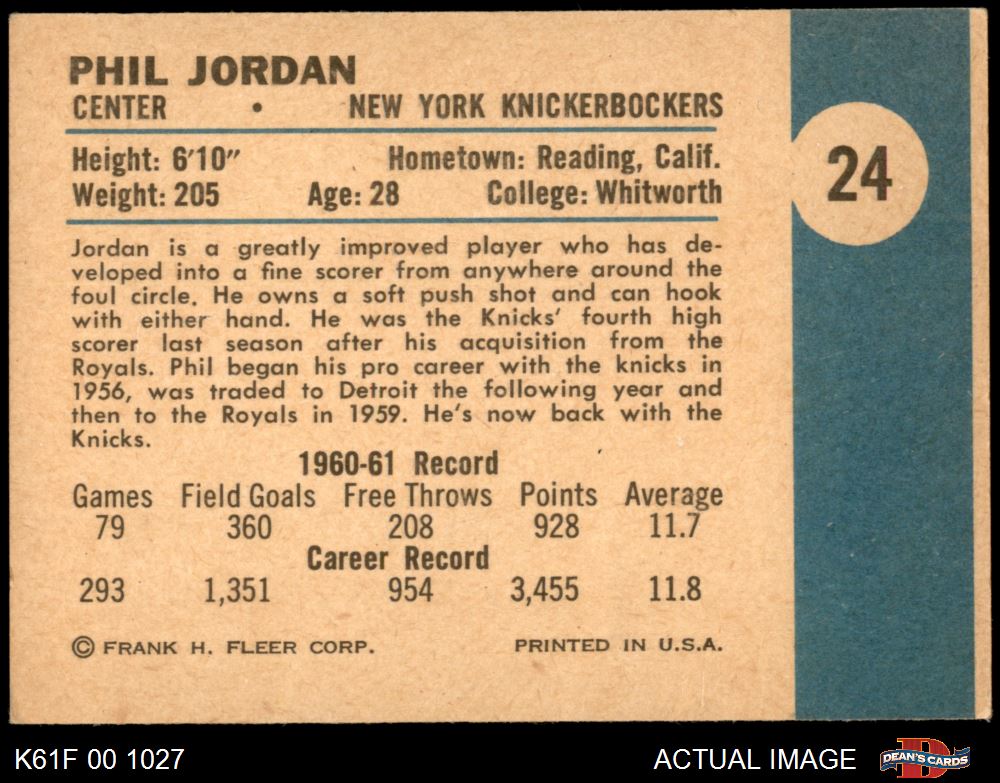 PHIL JORDAN
CENTER • NEW YORK KNICKERBOCKERS
Height: 6'10" Hometown: Reading, Calif.
Weight: 205 Age: 28 College: Whitworth
24
Jordan is a greatly improved player who has de-
veloped into a fine scorer from anywhere around the
foul circle. He owns a soft push shot and can hook
with either hand. He was the Knicks' fourth high
scorer last season after his acquisition from the
Royals. Phil began his pro career with the knicks in
1956, was traded to Detroit the following year and
then to the Royals in 1959. He's now back with the
Knicks.
1960-61 Record
Games Field Goals Free Throws Points Average
79 360 208 928 11.7
Career Record
293 1,351 954 3,455 11.8
© FRANK H. FLEER CORP. PRINTED IN U.S.A.
K61F 00 1027 ACTUAL IMAGE D DEAN'S CARDS